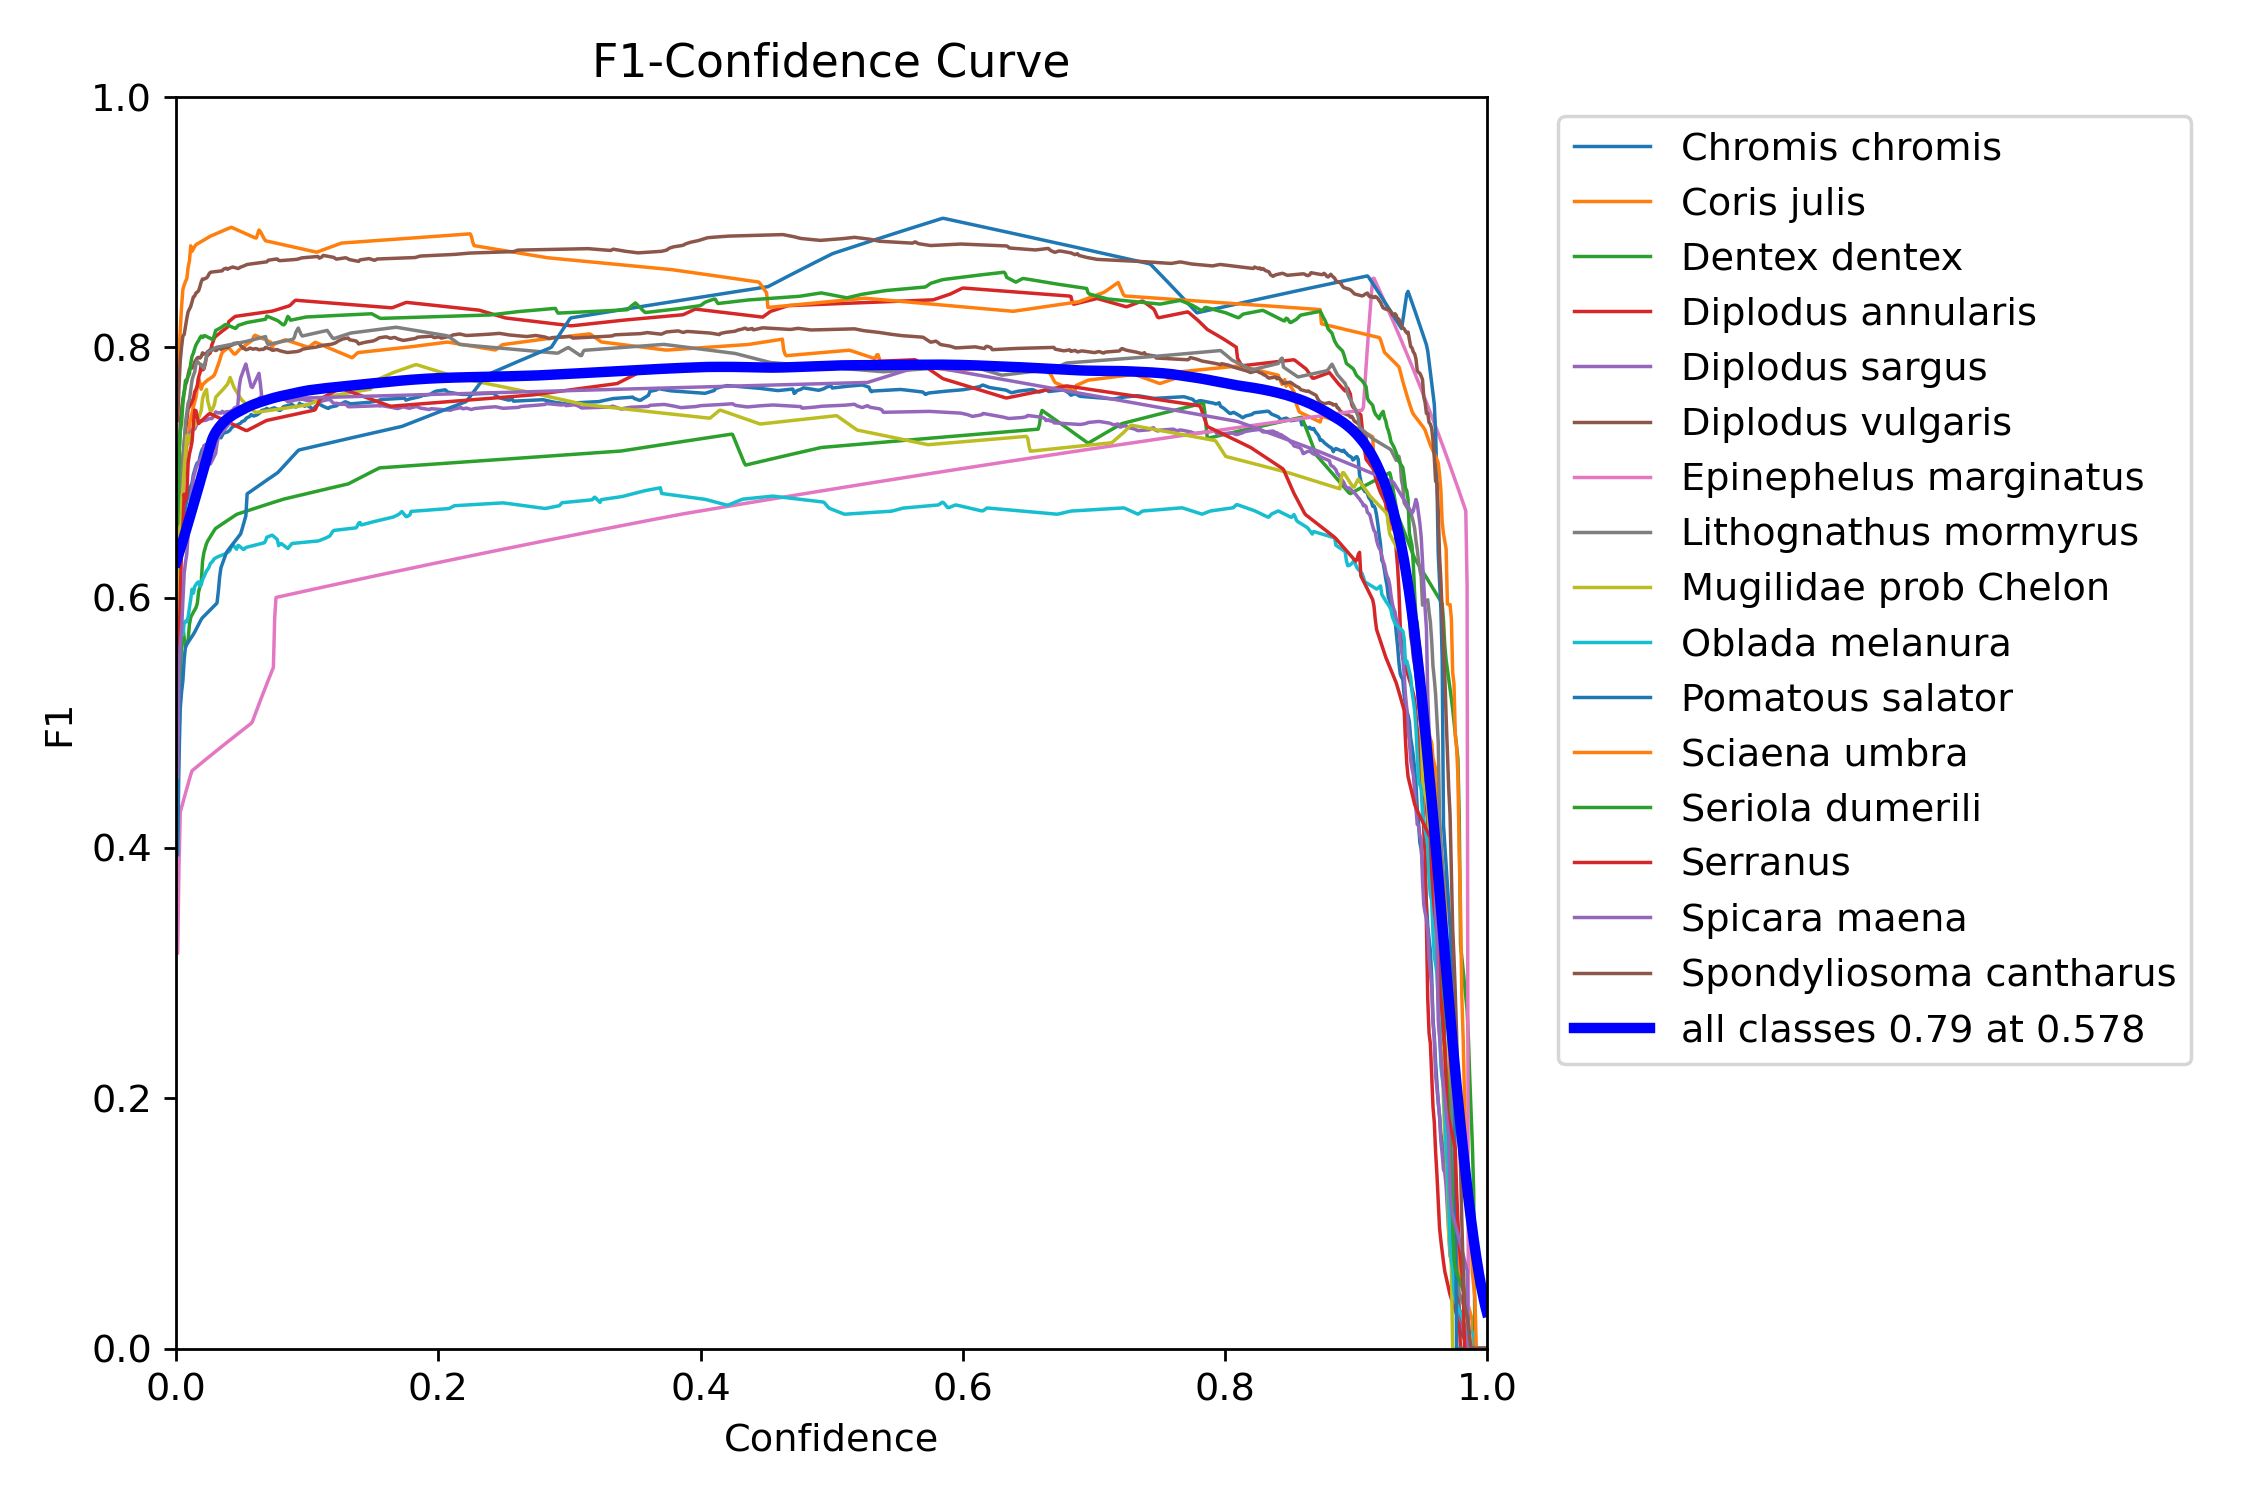 F1-Confidence Curve
1.0
0.8
0.6
0.4
0.2
0.0
F1
0.0 0.2 0.4 0.6 0.8 1.0
Confidence
Chromis chromis
Coris julis
Dentex dentex
Diplodus annularis
Diplodus sargus
Diplodus vulgaris
Epinephelus marginatus
Lithognathus mormyrus
Mugilidae prob Chelon
Oblada melanura
Pomatous salator
Sciaena umbra
Seriola dumerili
Serranus
Spicara maena
Spondyliosoma cantharus
all classes 0.79 at 0.578